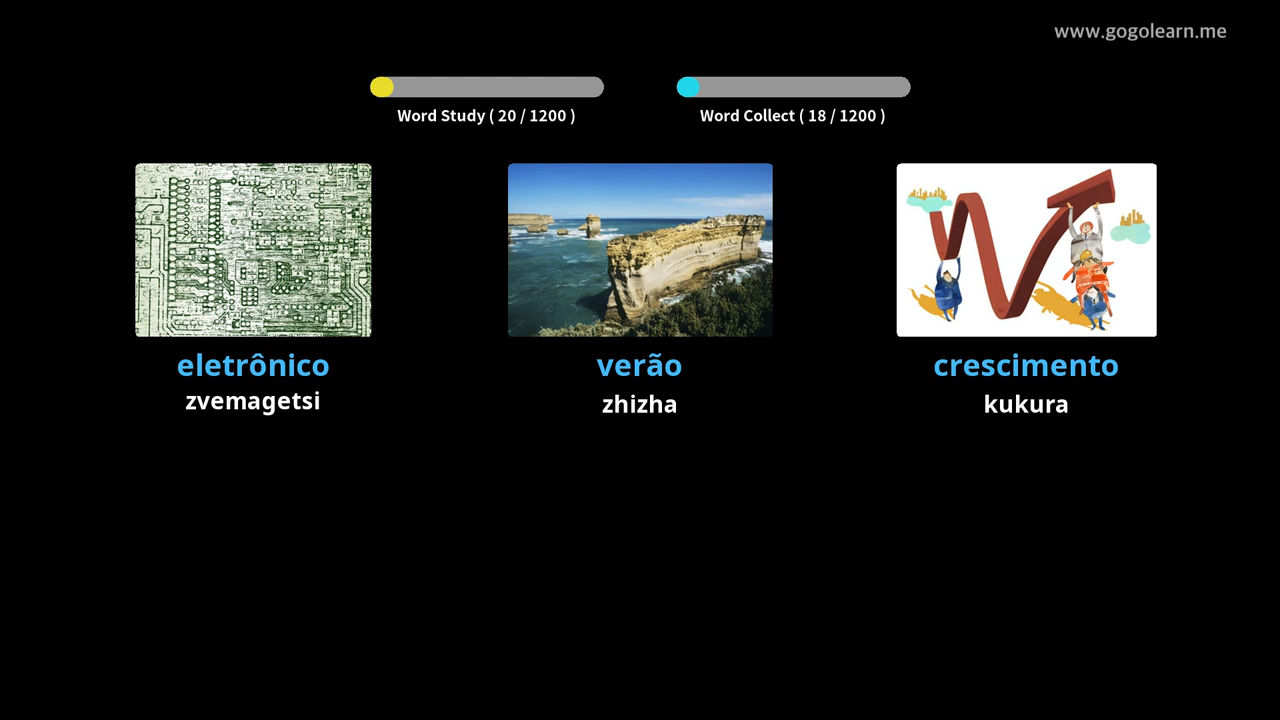 www.gogolearn.me
Word Study ( 20 / 1200 )
Word Collect ( 18 / 1200 )
eletrônico
zvemagetsi
verão
zhizha
crescimento
kukura